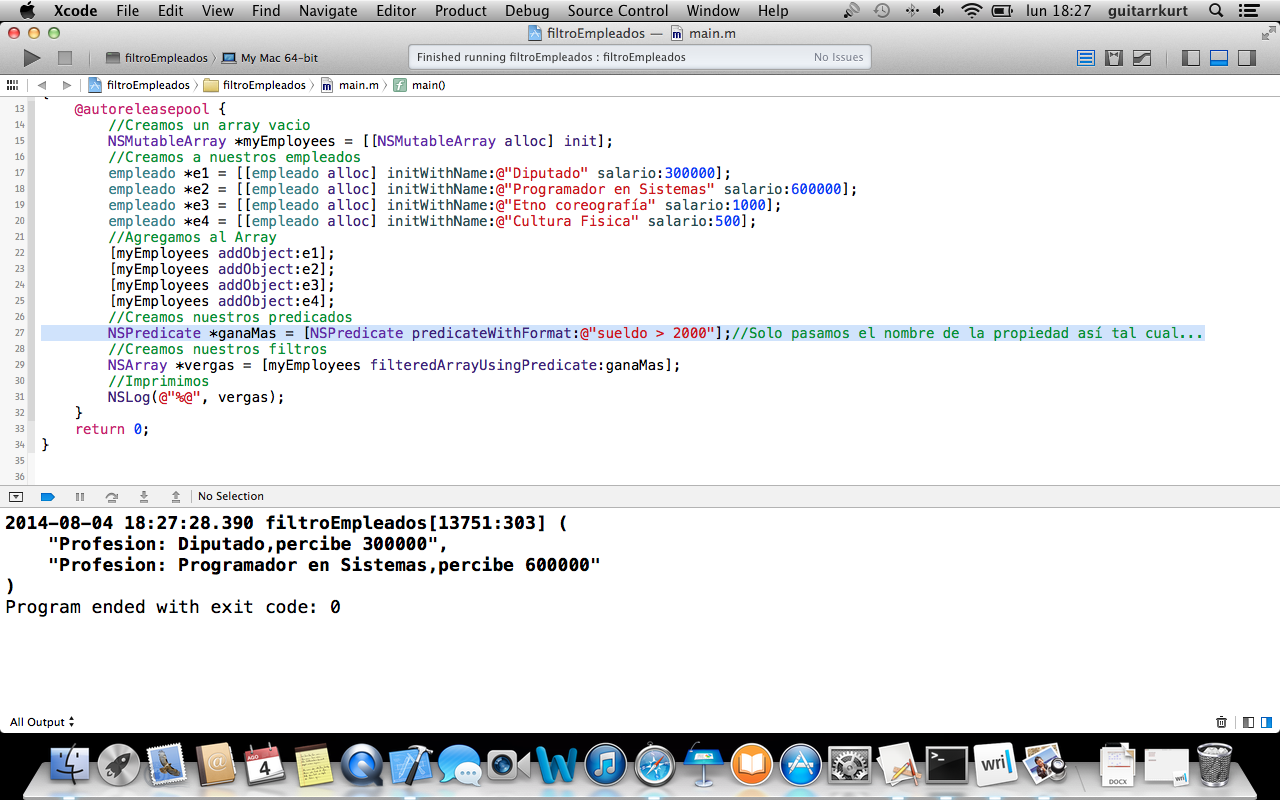 Xcode File Edit View Find Navigate Editor Product Debug Source Control Window Help lun 18:27 guitarrkurt
filtroEmpleados — main.m
filtroEmpleados My Mac 64-bit Finished running filtroEmpleados : filtroEmpleados No Issues
filtroEmpleados filtroEmpleados main.m main()
13 @autoreleasepool {
14 //Creamos un array vacio
15 NSMutableArray *myEmployees = [[NSMutableArray alloc] init];
16 //Creamos a nuestros empleados
17 empleado *e1 = [[empleado alloc] initWithName:@"Diputado" salario:300000];
18 empleado *e2 = [[empleado alloc] initWithName:@"Programador en Sistemas" salario:600000];
19 empleado *e3 = [[empleado alloc] initWithName:@"Etno coreografía" salario:1000];
20 empleado *e4 = [[empleado alloc] initWithName:@"Cultura Fisica" salario:500];
21 //Agregamos al Array
22 [myEmployees addObject:e1];
23 [myEmployees addObject:e2];
24 [myEmployees addObject:e3];
25 [myEmployees addObject:e4];
26 //Creamos nuestros predicados
27 NSPredicate *ganaMas = [NSPredicate predicateWithFormat:@"sueldo > 2000"];//Solo pasamos el nombre de la propiedad así tal cual...
28 //Creamos nuestros filtros
29 NSArray *vergas = [myEmployees filteredArrayUsingPredicate:ganaMas];
30 //Imprimimos
31 NSLog(@"%@", vergas);
32 }
33 return 0;
34 }
35
36
No Selection
2014-08-04 18:27:28.390 filtroEmpleados[13751:303] (
"Profesion: Diputado,percibe 300000",
"Profesion: Programador en Sistemas,percibe 600000"
)
Program ended with exit code: 0
All Output
AGO
4
wri
DOCX
wri